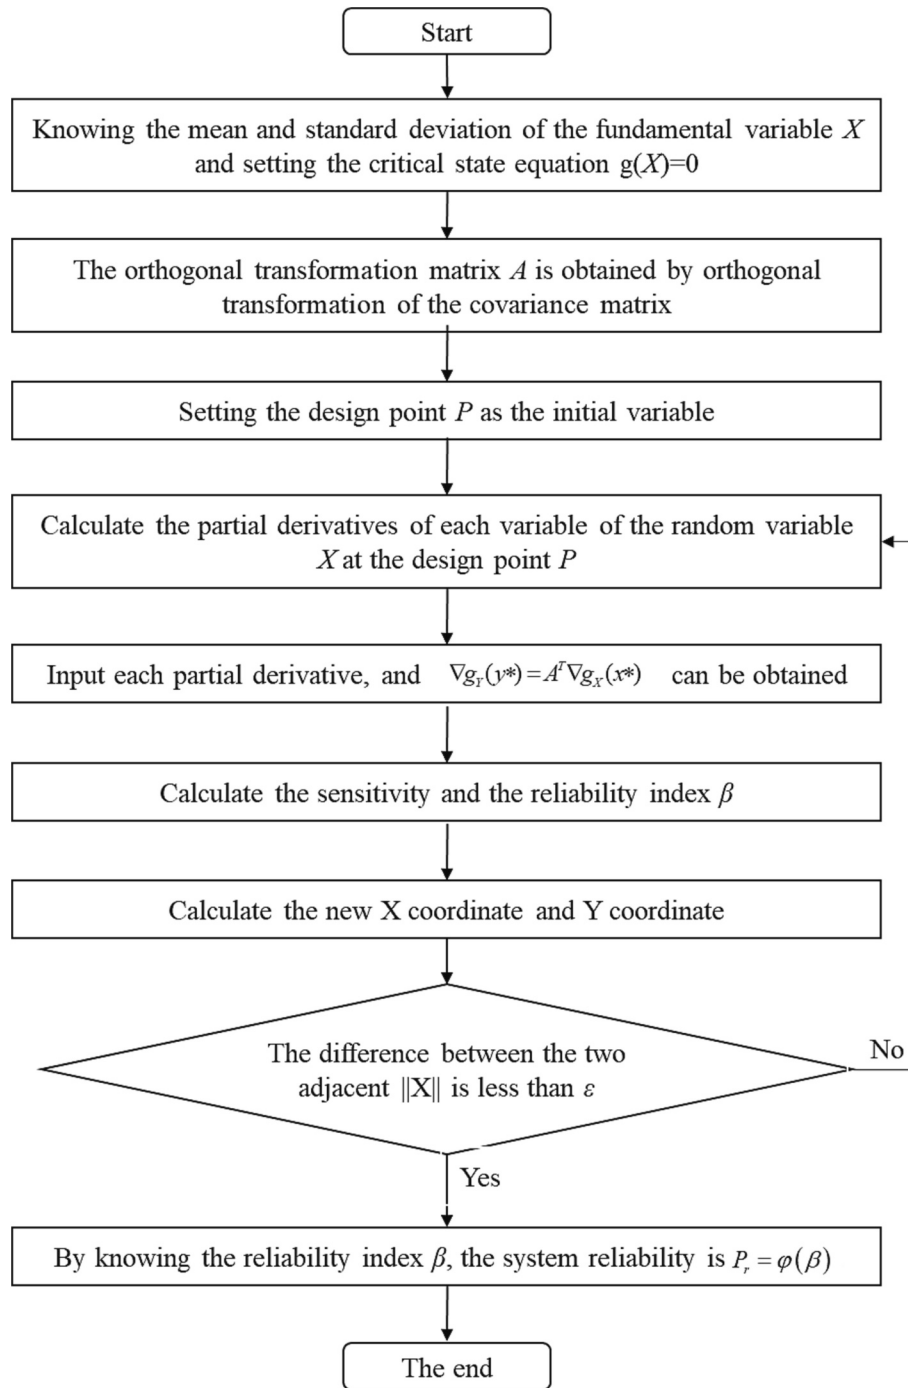 Start
Knowing the mean and standard deviation of the fundamental variable X
and setting the critical state equation g(X)=0
The orthogonal transformation matrix A is obtained by orthogonal
transformation of the covariance matrix
Setting the design point P as the initial variable
Calculate the partial derivatives of each variable of the random variable
X at the design point P
Input each partial derivative, and ∇g_Y(y*)=A^T∇g_X(x*) can be obtained
Calculate the sensitivity and the reliability index β
Calculate the new X coordinate and Y coordinate
The difference between the two
adjacent ||X|| is less than ε
No
Yes
By knowing the reliability index β, the system reliability is P_r = φ(β)
The end